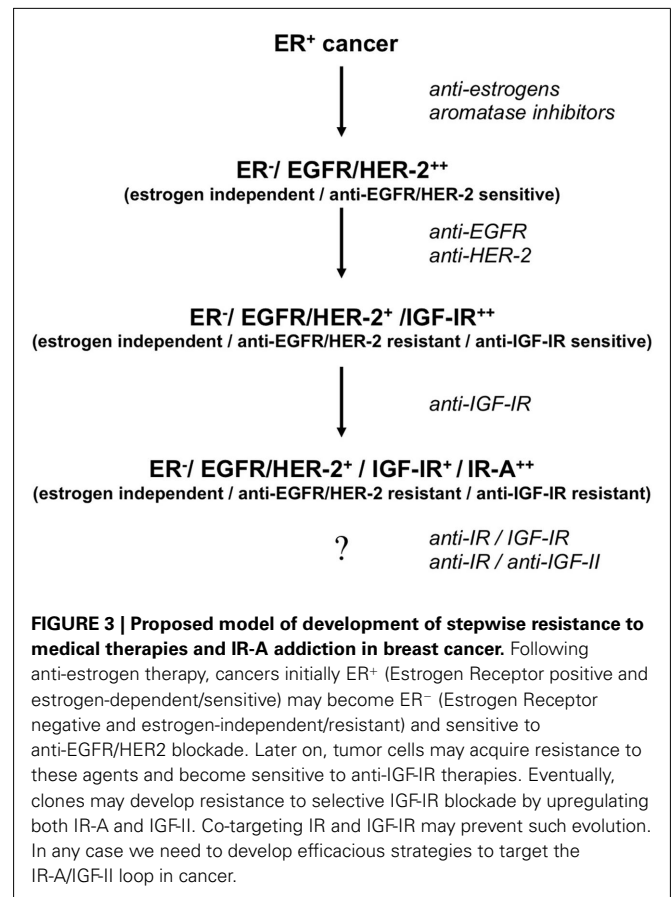 ER⁺ cancer
anti-estrogens
aromatase inhibitors
ER⁻/ EGFR/HER-2⁺⁺
(estrogen independent / anti-EGFR/HER-2 sensitive)
anti-EGFR
anti-HER-2
ER⁻/ EGFR/HER-2⁺ /IGF-IR⁺⁺
(estrogen independent / anti-EGFR/HER-2 resistant / anti-IGF-IR sensitive)
anti-IGF-IR
ER⁻/ EGFR/HER-2⁺ / IGF-IR⁺ / IR-A⁺⁺
(estrogen independent / anti-EGFR/HER-2 resistant / anti-IGF-IR resistant)
?
anti-IR / IGF-IR
anti-IR / anti-IGF-II
FIGURE 3 | Proposed model of development of stepwise resistance to
medical therapies and IR-A addiction in breast cancer. Following
anti-estrogen therapy, cancers initially ER⁺ (Estrogen Receptor positive and
estrogen-dependent/sensitive) may become ER⁻ (Estrogen Receptor
negative and estrogen-independent/resistant) and sensitive to
anti-EGFR/HER2 blockade. Later on, tumor cells may acquire resistance to
these agents and become sensitive to anti-IGF-IR therapies. Eventually,
clones may develop resistance to selective IGF-IR blockade by upregulating
both IR-A and IGF-II. Co-targeting IR and IGF-IR may prevent such evolution.
In any case we need to develop efficacious strategies to target the
IR-A/IGF-II loop in cancer.